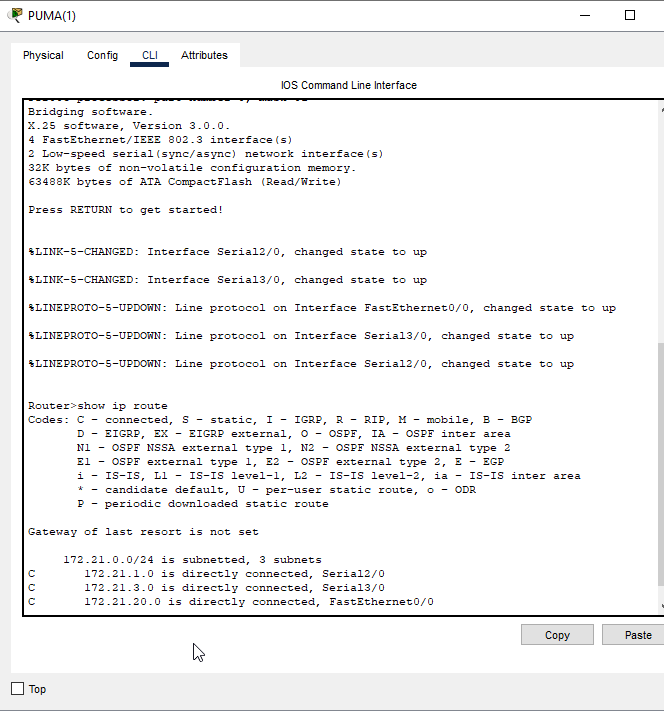 PUMA(1)
Physical Config CLI Attributes
IOS Command Line Interface
Bridging software.
X.25 software, Version 3.0.0.
4 FastEthernet/IEEE 802.3 interface(s)
2 Low-speed serial(sync/async) network interface(s)
32K bytes of non-volatile configuration memory.
63488K bytes of ATA CompactFlash (Read/Write)
Press RETURN to get started!
%LINK-5-CHANGED: Interface Serial2/0, changed state to up
%LINK-5-CHANGED: Interface Serial3/0, changed state to up
%LINEPROTO-5-UPDOWN: Line protocol on Interface FastEthernet0/0, changed state to up
%LINEPROTO-5-UPDOWN: Line protocol on Interface Serial3/0, changed state to up
%LINEPROTO-5-UPDOWN: Line protocol on Interface Serial2/0, changed state to up
Router>show ip route
Codes: C - connected, S - static, I - IGRP, R - RIP, M - mobile, B - BGP
D - EIGRP, EX - EIGRP external, O - OSPF, IA - OSPF inter area
N1 - OSPF NSSA external type 1, N2 - OSPF NSSA external type 2
E1 - OSPF external type 1, E2 - OSPF external type 2, E - EGP
i - IS-IS, L1 - IS-IS level-1, L2 - IS-IS level-2, ia - IS-IS inter area
* - candidate default, U - per-user static route, o - ODR
P - periodic downloaded static route
Gateway of last resort is not set
172.21.0.0/24 is subnetted, 3 subnets
C 172.21.1.0 is directly connected, Serial2/0
C 172.21.3.0 is directly connected, Serial3/0
C 172.21.20.0 is directly connected, FastEthernet0/0
Copy Paste
Top